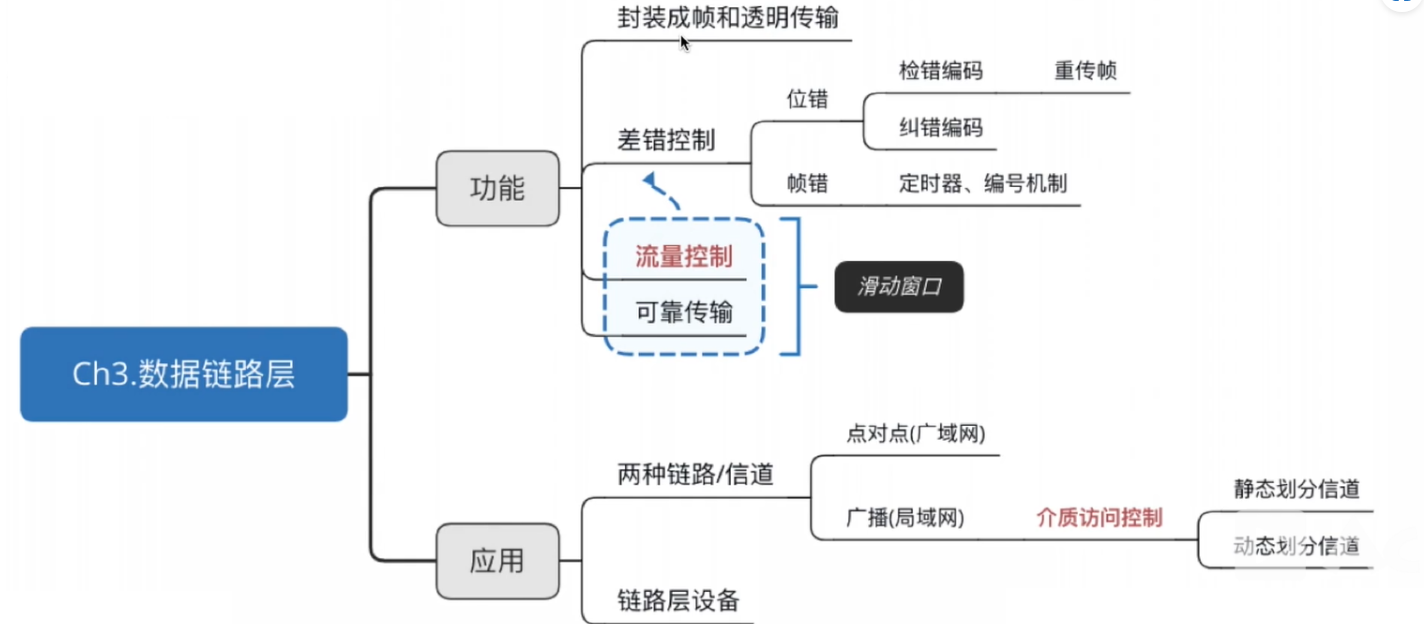 封装成帧和透明传输
检错编码
重传帧
位错
纠错编码
差错控制
帧错
定时器、编号机制
功能
流量控制
滑动窗口
可靠传输
Ch3.数据链路层
点对点(广域网)
两种链路/信道
静态划分信道
广播(局域网)
介质访问控制
动态划分信道
应用
链路层设备